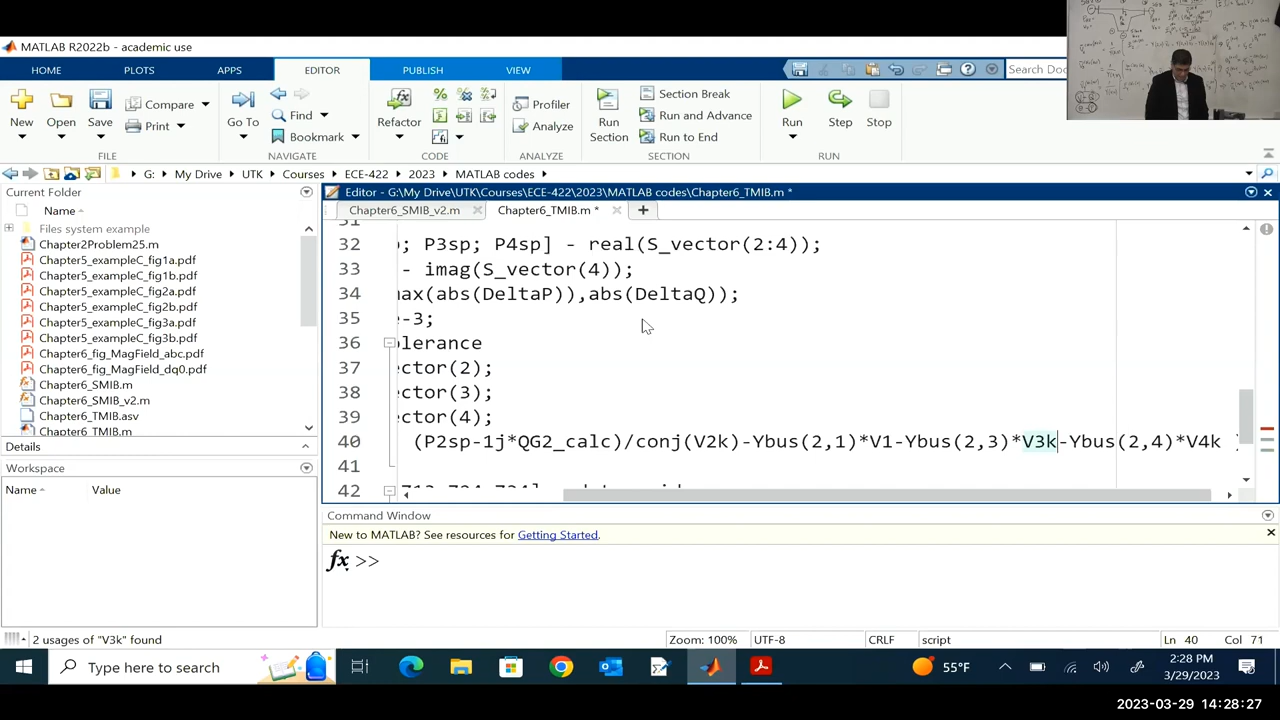 MATLAB R2022b - academic use
HOME PLOTS APPS EDITOR PUBLISH VIEW Search Doc
New Open Save Compare Print Go To Find Bookmark Refactor Profiler Analyze Run Section Section Break Run and Advance Run to End Run Step Stop
FILE NAVIGATE CODE ANALYZE SECTION RUN
G: My Drive UTK Courses ECE-422 2023 MATLAB codes
Current Folder
Name
Files system example
Chapter2Problem25.m
Chapter5_exampleC_fig1a.pdf
Chapter5_exampleC_fig1b.pdf
Chapter5_exampleC_fig2a.pdf
Chapter5_exampleC_fig2b.pdf
Chapter5_exampleC_fig3a.pdf
Chapter5_exampleC_fig3b.pdf
Chapter6_fig_MagField_abc.pdf
Chapter6_fig_MagField_dq0.pdf
Chapter6_SMIB.m
Chapter6_SMIB_v2.m
Chapter6_TMIB.asv
Chapter6_TMIB.m
Details
Workspace
Name Value
Editor - G:\My Drive\UTK\Courses\ECE-422\2023\MATLAB codes\Chapter6_TMIB.m *
Chapter6_SMIB_v2.m Chapter6_TMIB.m * +
31
32 ; P3sp; P4sp] - real(S_vector(2:4));
33 - imag(S_vector(4));
34 max(abs(DeltaP)),abs(DeltaQ));
35 e-3;
36 olerance
37 ector(2);
38 ector(3);
39 ector(4);
40 (P2sp-1j*QG2_calc)/conj(V2k)-Ybus(2,1)*V1-Ybus(2,3)*V3k-Ybus(2,4)*V4k
41
42
Command Window
New to MATLAB? See resources for Getting Started.
fx >>
2 usages of "V3k" found Zoom: 100% UTF-8 CRLF script Ln 40 Col 71
Type here to search 55°F 2:28 PM
3/29/2023
2023-03-29 14:28:27